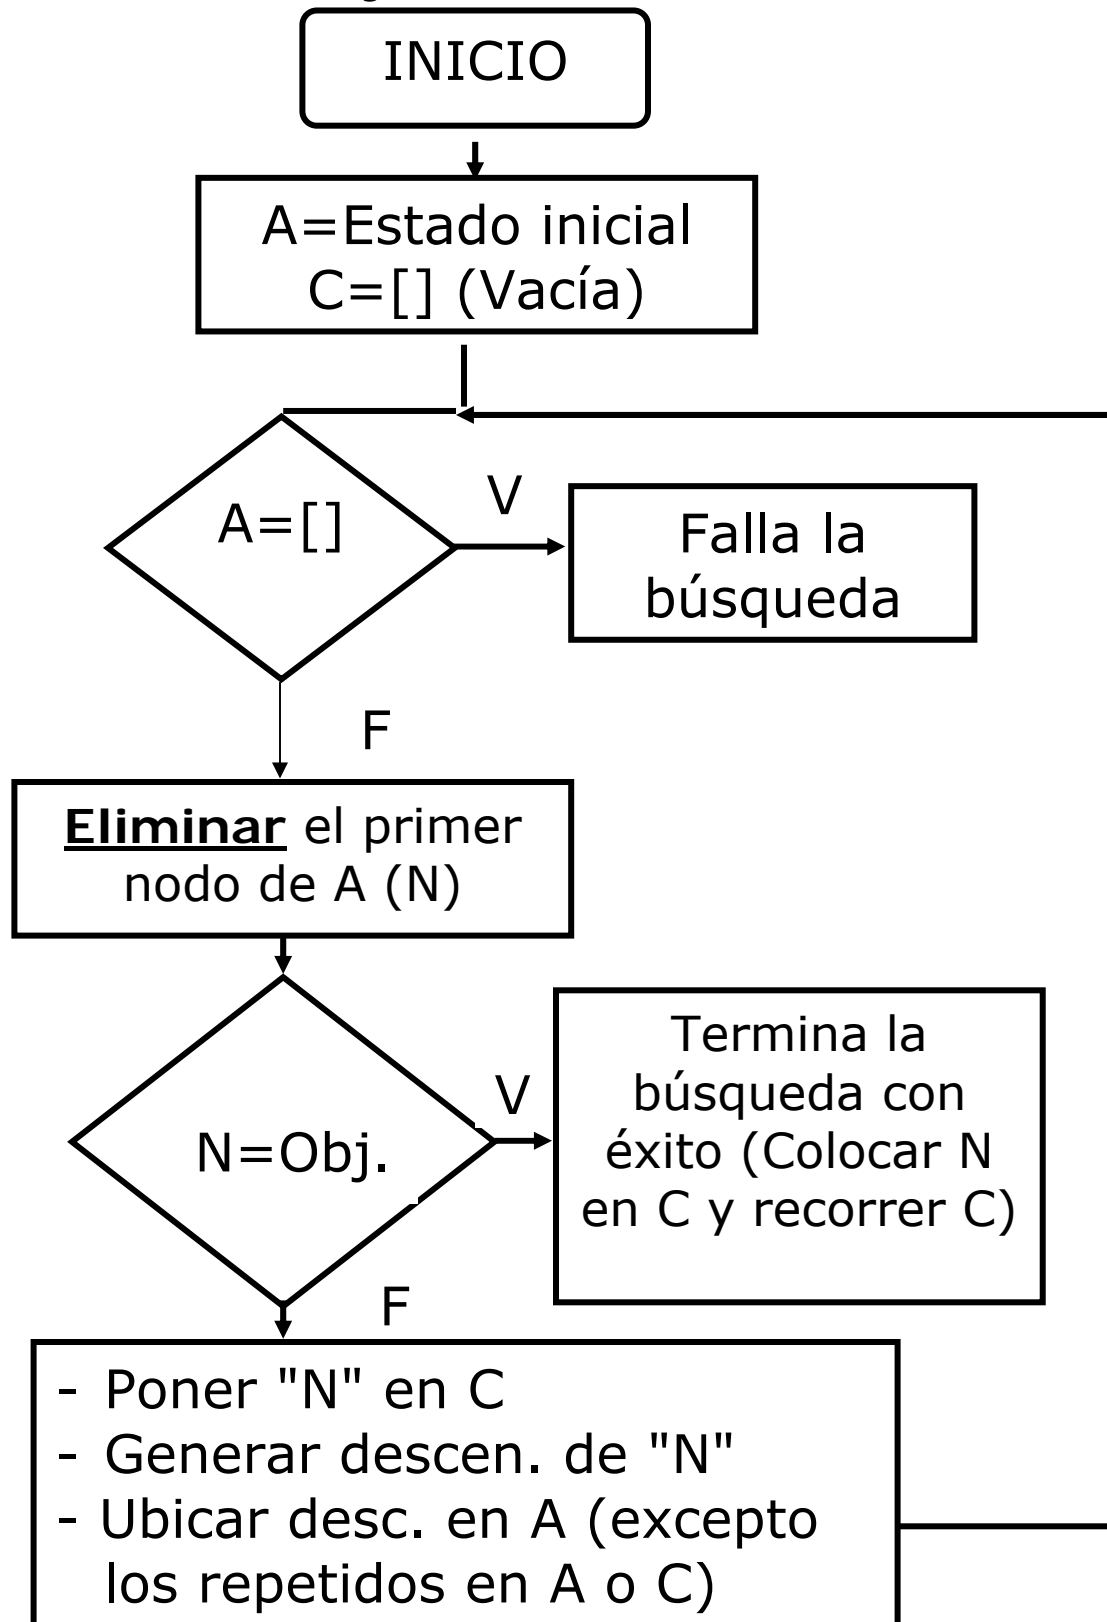 INICIO
A=Estado inicial
C=[] (Vacía)
A=[]
V
Falla la
búsqueda
F
Eliminar el primer
nodo de A (N)
N=Obj.
V
Termina la
búsqueda con
éxito (Colocar N
en C y recorrer C)
F
- Poner "N" en C
- Generar descen. de "N"
- Ubicar desc. en A (excepto
los repetidos en A o C)